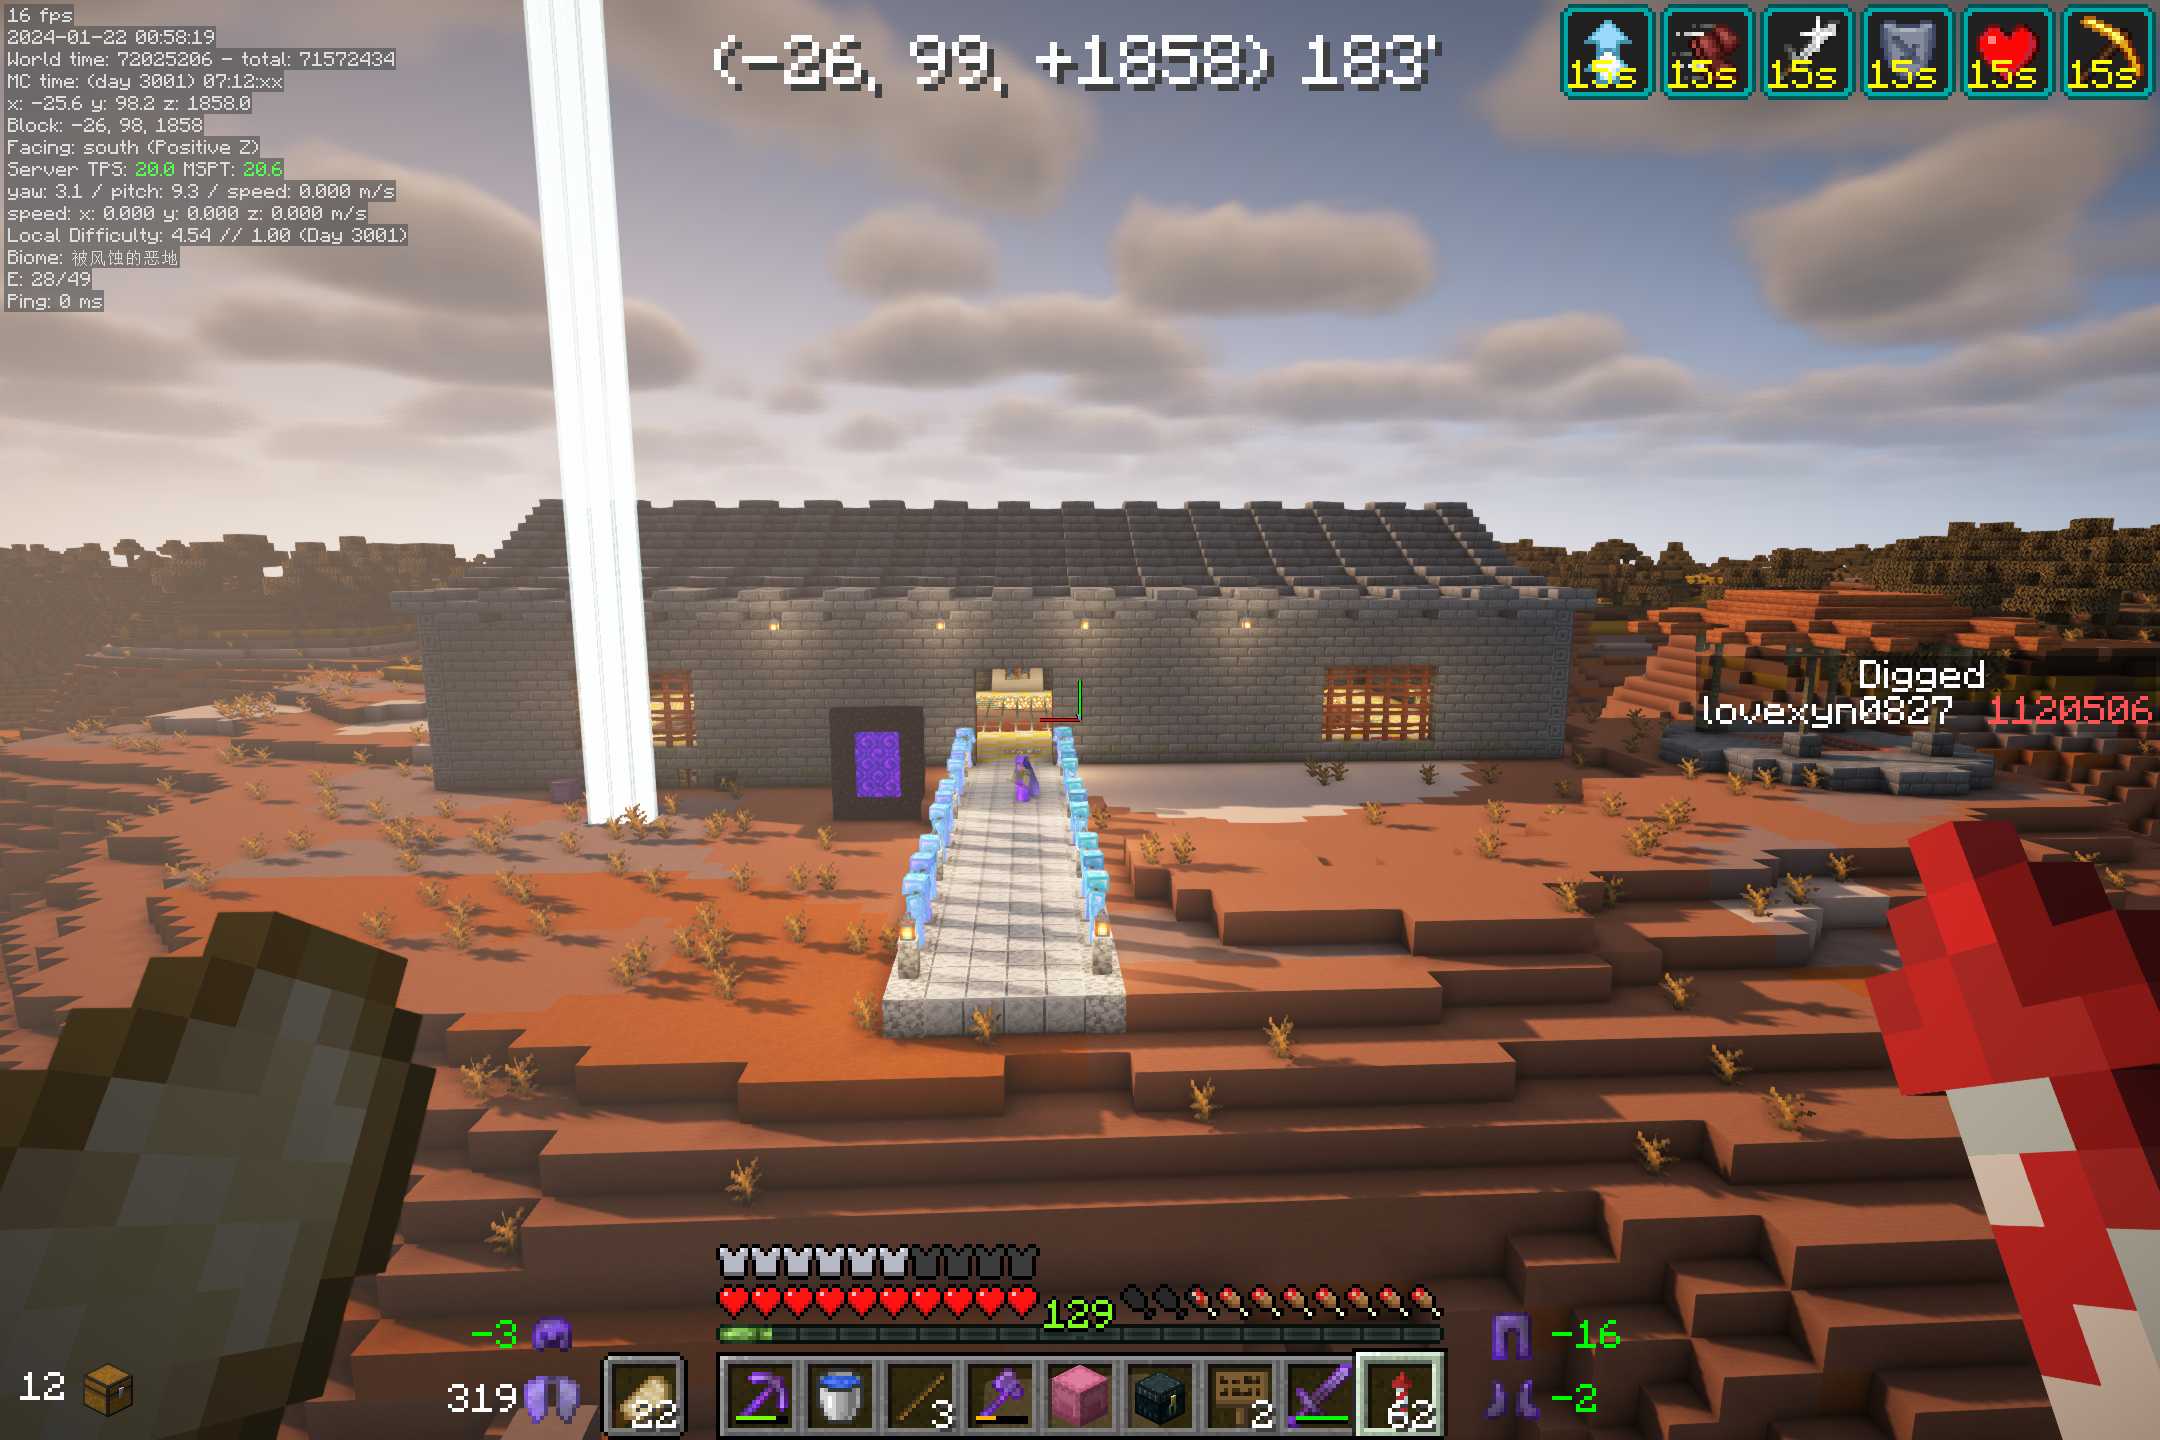 16 fps
2024-01-22 00:58:19
World time: 72025206 - total: 71572434
MC time: (day 3001) 07:12:xx
x: -25.6 y: 98.2 z: 1858.0
Block: -26, 98, 1858
Facing: south (Positive Z)
Server TPS: 20.0 MSPT: 20.6
yaw: 3.1 / pitch: 9.3 / speed: 0.000 m/s
speed: x: 0.000 y: 0.000 z: 0.000 m/s
Local Difficulty: 4.54 // 1.00 (Day 3001)
Biome: 被风蚀的恶地
E: 28/49
Ping: 0 ms
(-26, 99, +1858) 183'
15s 15s 15s 15s 15s 15s
Digged
lovexyn0827 1120506
129
-3
-16
12
319
-2
22
3
2
62